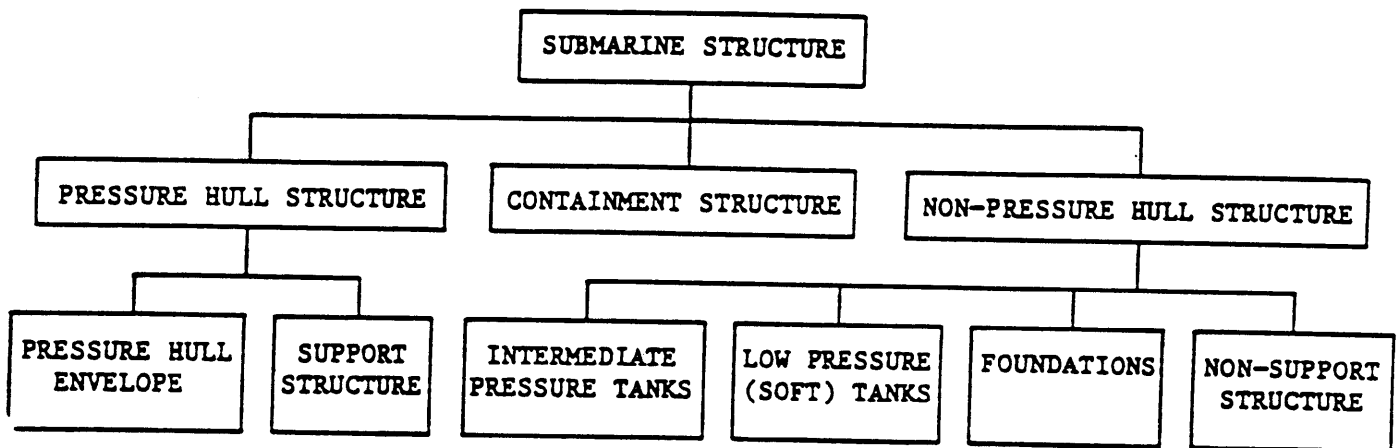 SUBMARINE STRUCTURE
PRESSURE HULL STRUCTURE
CONTAINMENT STRUCTURE
NON-PRESSURE HULL STRUCTURE
PRESSURE HULL
ENVELOPE
SUPPORT
STRUCTURE
INTERMEDIATE
PRESSURE TANKS
LOW PRESSURE
(SOFT) TANKS
FOUNDATIONS
NON-SUPPORT
STRUCTURE